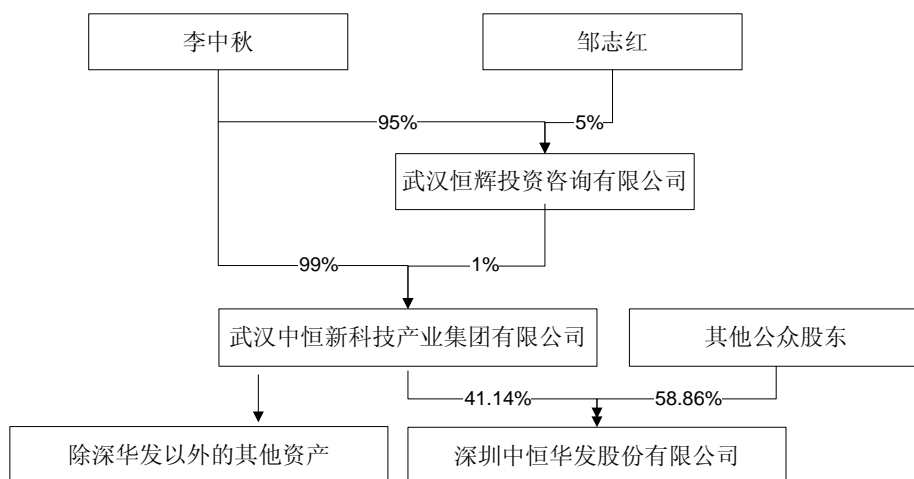 李中秋
邹志红
95%
5%
武汉恒辉投资咨询有限公司
99%
1%
武汉中恒新科技产业集团有限公司
其他公众股东
41.14%
58.86%
除深华发以外的其他资产
深圳中恒华发股份有限公司